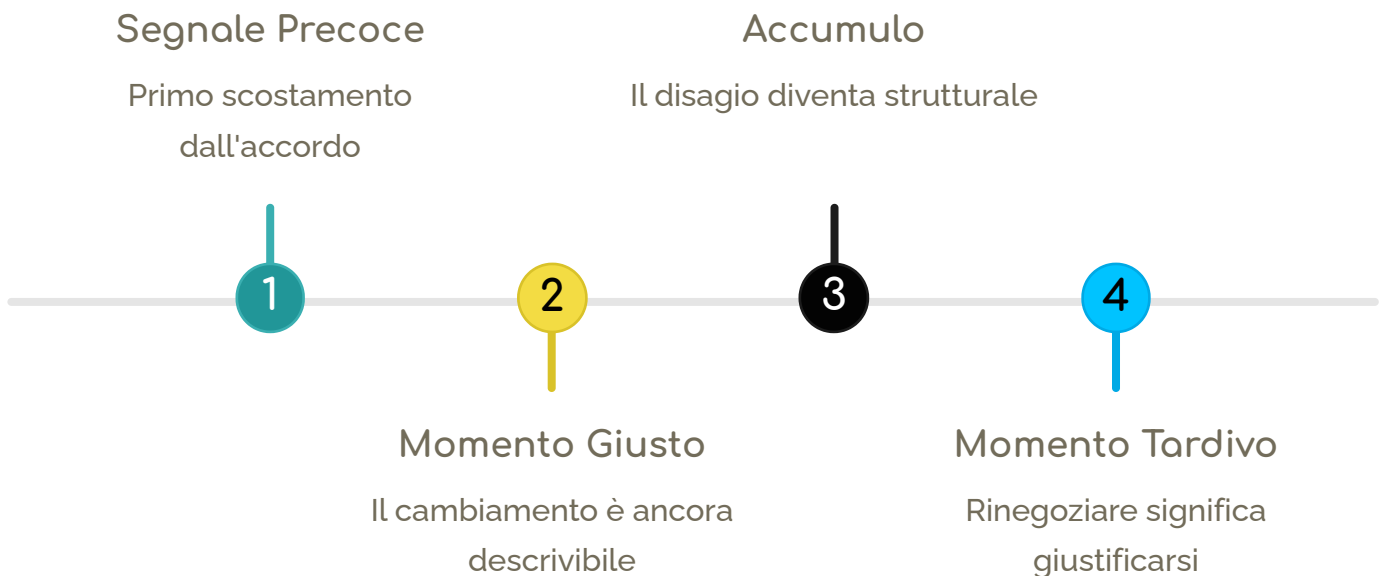 Segnale Precoce
Primo scostamento
dall'accordo
1
2
Momento Giusto
Il cambiamento è ancora
descrivibile
Accumulo
Il disagio diventa strutturale
3
4
Momento Tardivo
Rinegoziare significa
giustificarsi